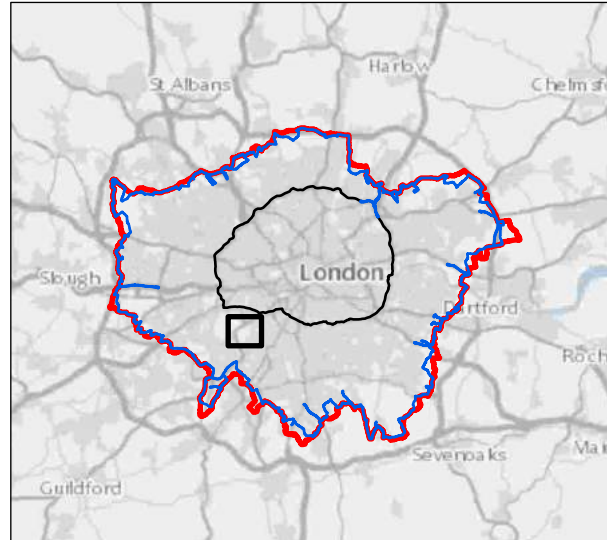 Harlow
St Albans
Chelmsf
London
Slough
Dartford
Roch
Mai
Sevenoaks
Guildford